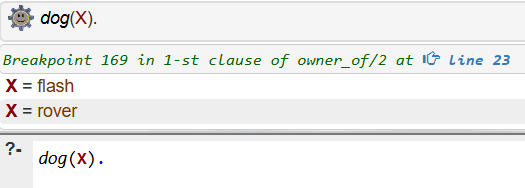 dog(X).
Breakpoint 169 in 1-st clause of owner_of/2 at line 23
X = flash
X = rover
?- dog(X).